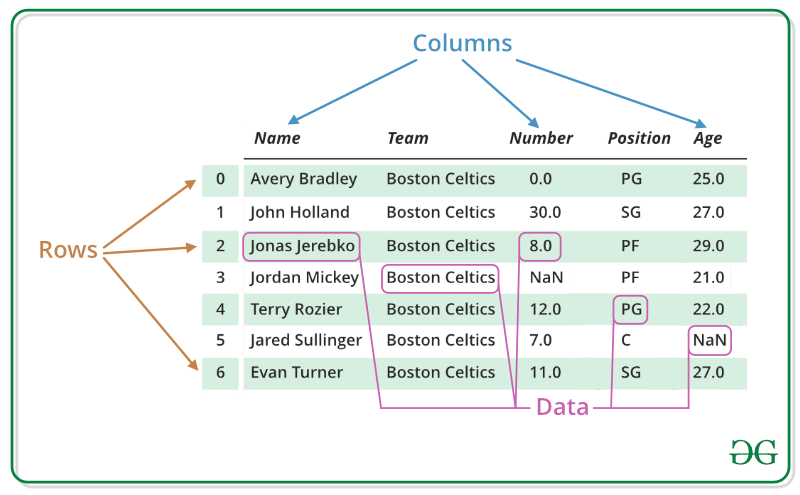 Columns
Name Team Number Position Age
0 Avery Bradley Boston Celtics 0.0 PG 25.0
1 John Holland Boston Celtics 30.0 SG 27.0
Rows
2 Jonas Jerebko Boston Celtics 8.0 PF 29.0
3 Jordan Mickey Boston Celtics NaN PF 21.0
4 Terry Rozier Boston Celtics 12.0 PG 22.0
5 Jared Sullinger Boston Celtics 7.0 C NaN
6 Evan Turner Boston Celtics 11.0 SG 27.0
Data